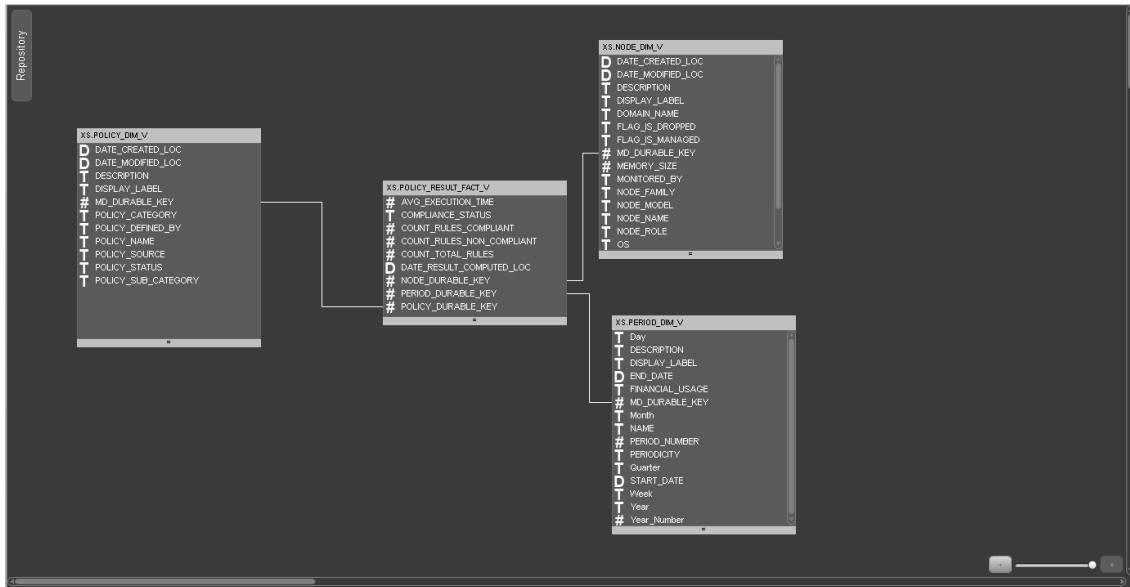 Repository
XS.POLICY_DIM_V
D DATE_CREATED_LOC
D DATE_MODIFIED_LOC
T DESCRIPTION
T DISPLAY_LABEL
# MD_DURABLE_KEY
T POLICY_CATEGORY
T POLICY_DEFINED_BY
T POLICY_NAME
T POLICY_SOURCE
T POLICY_STATUS
T POLICY_SUB_CATEGORY
XS.POLICY_RESULT_FACT_V
# AVG_EXECUTION_TIME
T COMPLIANCE_STATUS
# COUNT_RULES_COMPLIANT
# COUNT_RULES_NON_COMPLIANT
# COUNT_TOTAL_RULES
D DATE_RESULT_COMPUTED_LOC
# NODE_DURABLE_KEY
# PERIOD_DURABLE_KEY
# POLICY_DURABLE_KEY
XS.NODE_DIM_V
D DATE_CREATED_LOC
D DATE_MODIFIED_LOC
T DESCRIPTION
T DISPLAY_LABEL
T DOMAIN_NAME
T FLAG_IS_DROPPED
T FLAG_IS_MANAGED
# MD_DURABLE_KEY
# MEMORY_SIZE
T MONITORED_BY
T NODE_FAMILY
T NODE_MODEL
T NODE_NAME
T NODE_ROLE
T OS
XS.PERIOD_DIM_V
T Day
T DESCRIPTION
T DISPLAY_LABEL
D END_DATE
T FINANCIAL_USAGE
# MD_DURABLE_KEY
T Month
T NAME
# PERIOD_NUMBER
T PERIODICITY
T Quarter
D START_DATE
T Week
T Year
# Year_Number